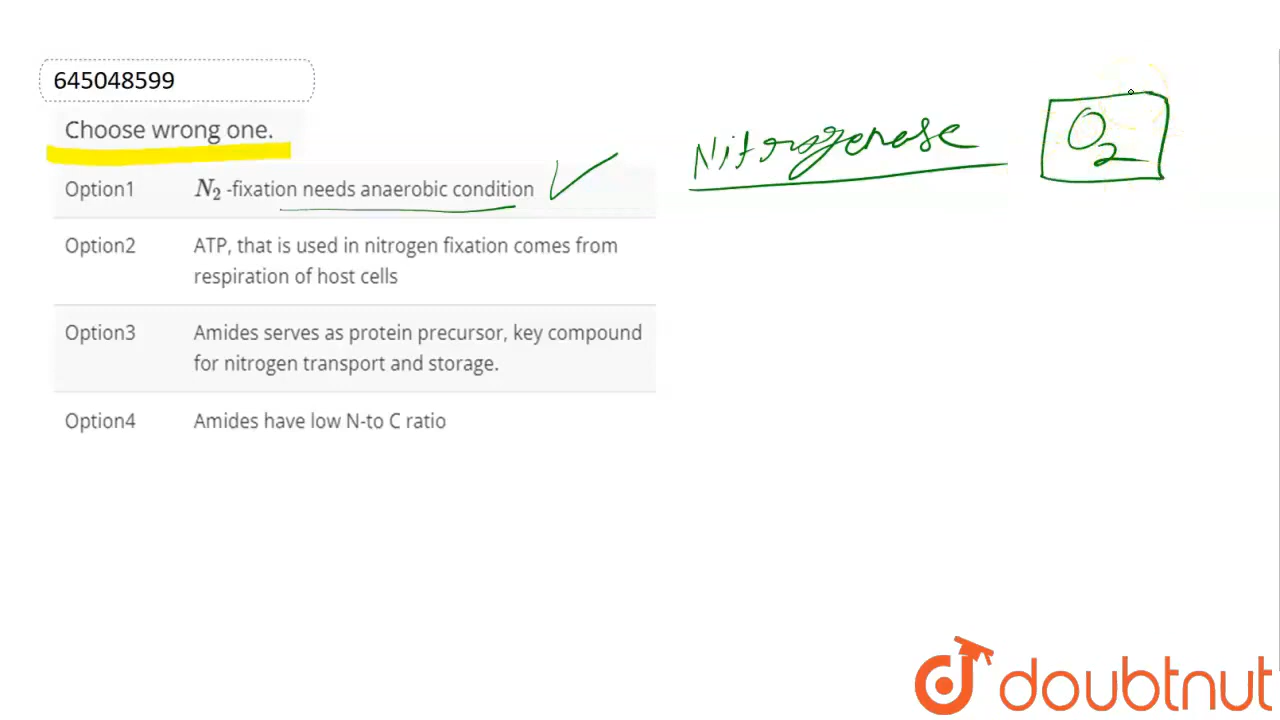 645048599
Choose wrong one.
Nitrogenase
O2
Option1 N2 -fixation needs anaerobic condition
Option2 ATP, that is used in nitrogen fixation comes from
respiration of host cells
Option3 Amides serves as protein precursor, key compound
for nitrogen transport and storage.
Option4 Amides have low N-to C ratio
doubtnut